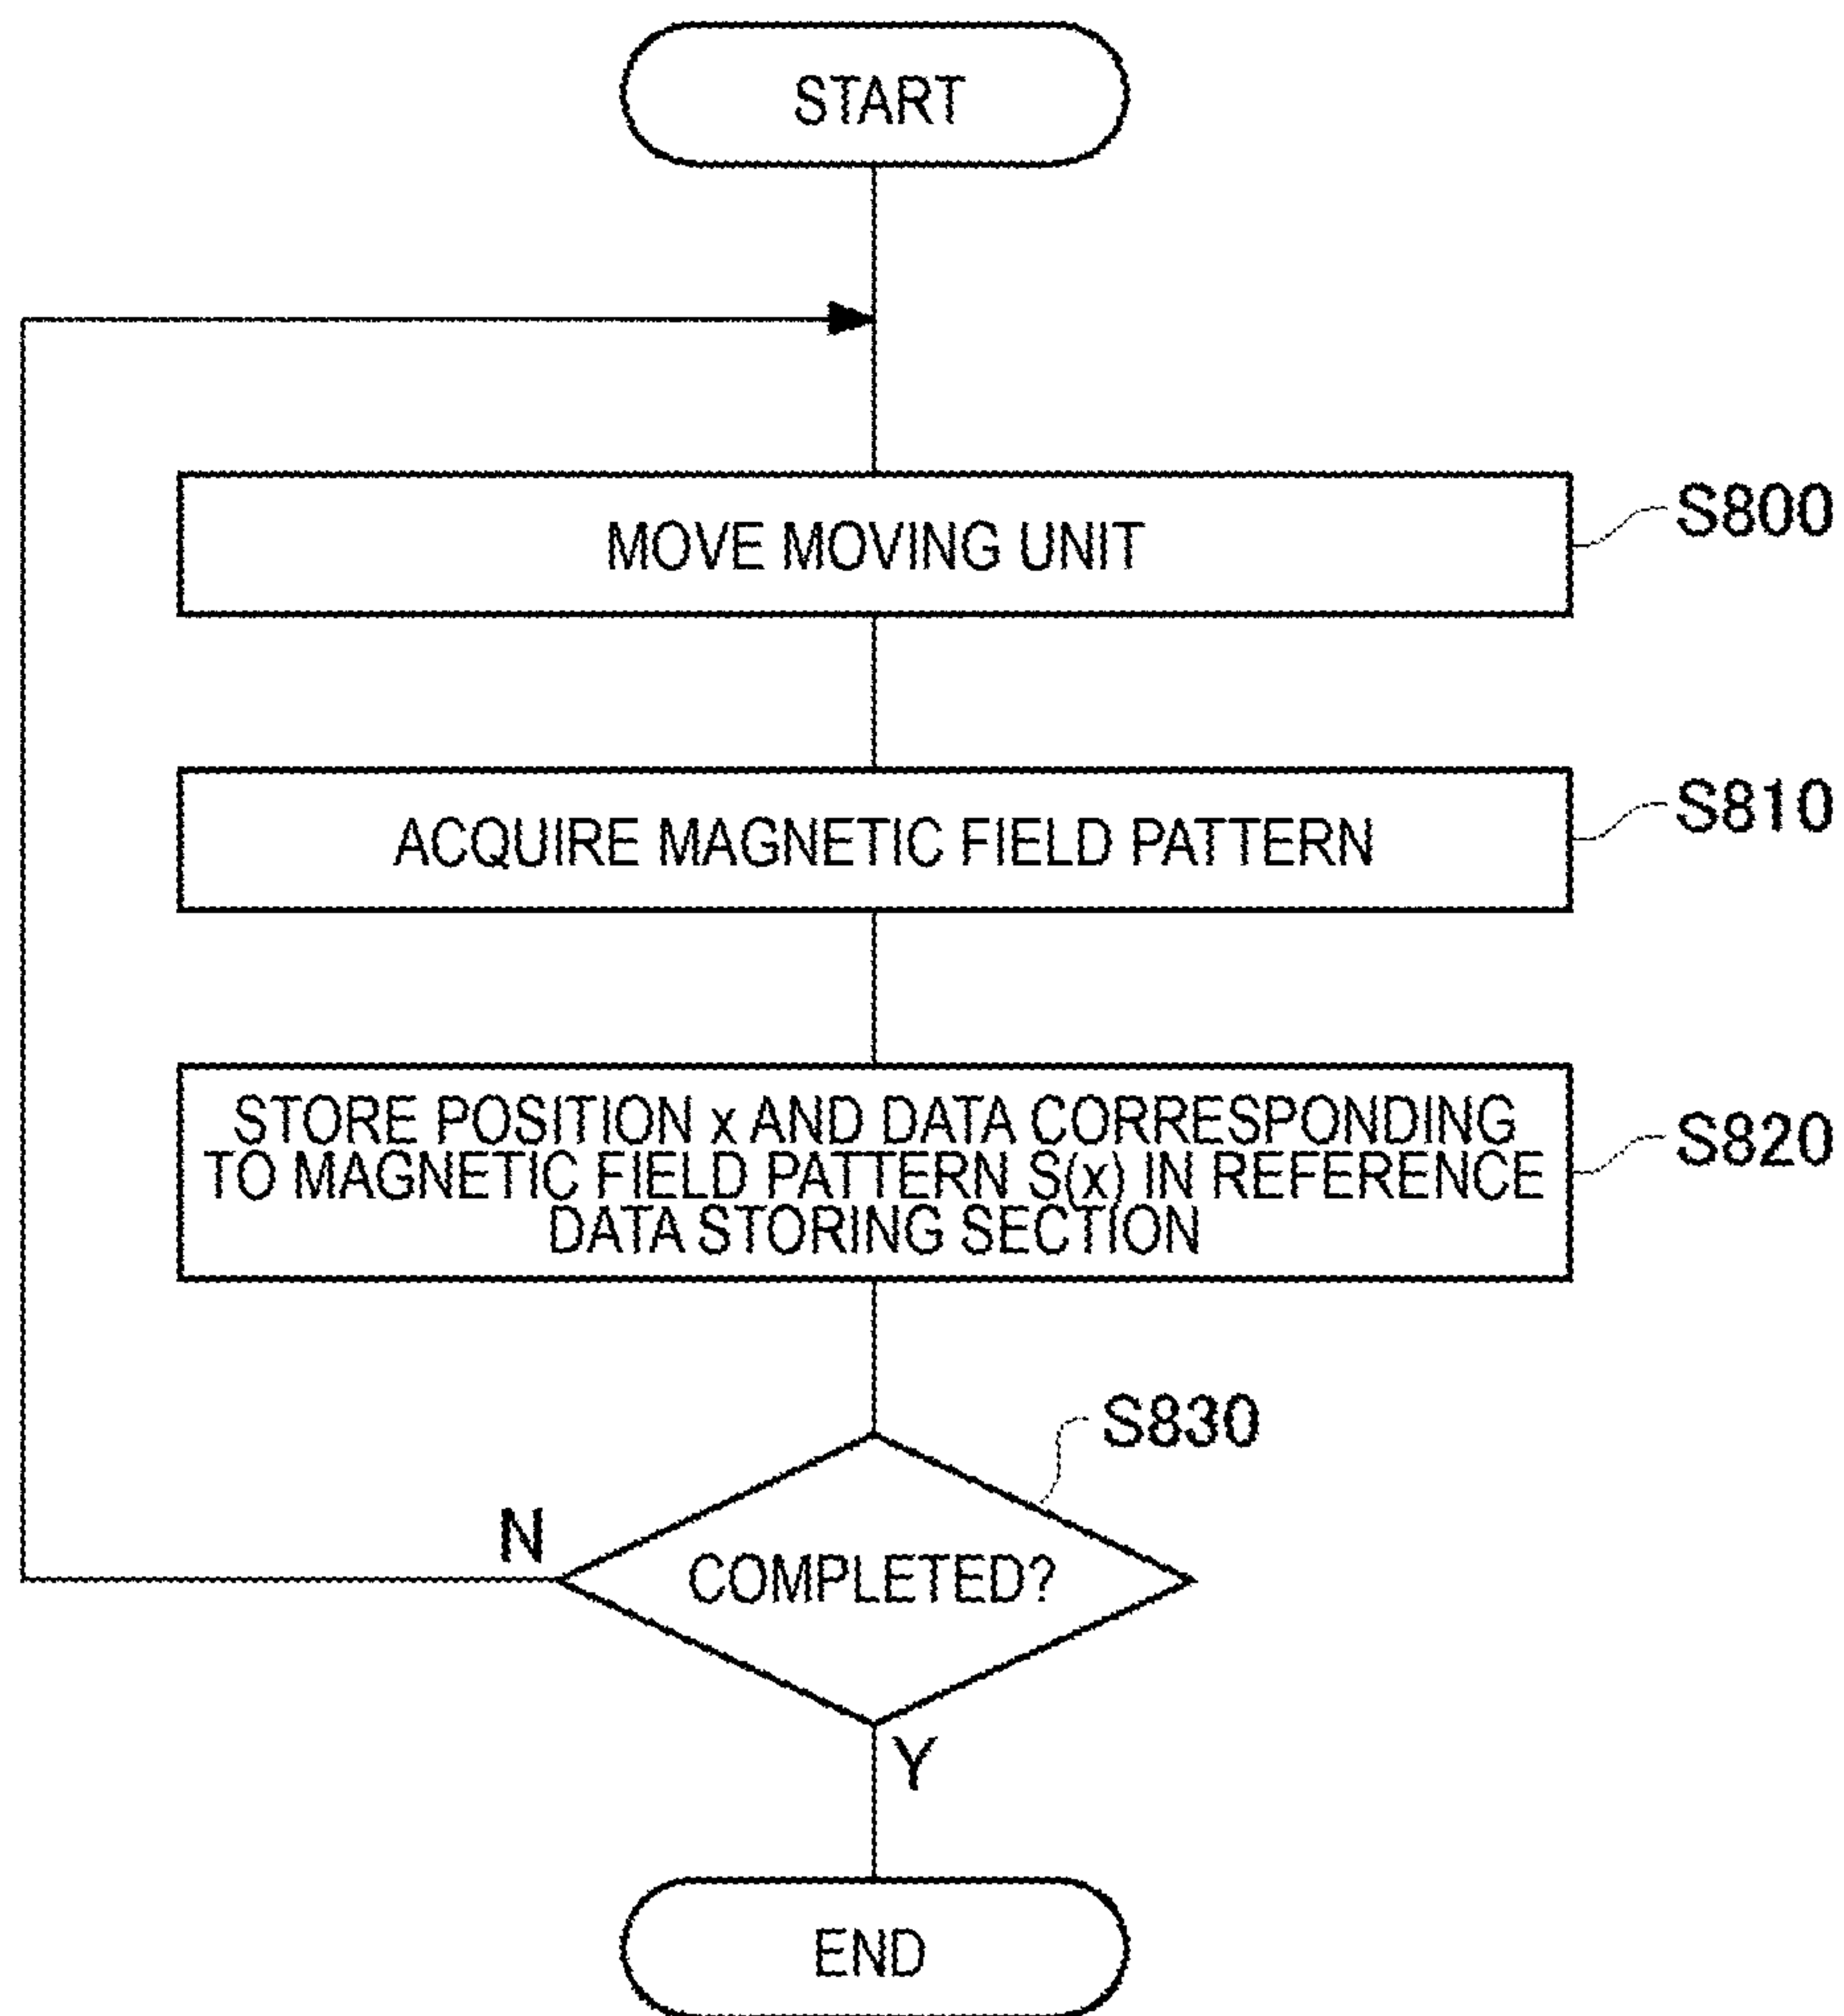 START
MOVE MOVING UNIT
S800
ACQUIRE MAGNETIC FIELD PATTERN
S810
STORE POSITION x AND DATA CORRESPONDING
TO MAGNETIC FIELD PATTERN S(x) IN REFERENCE
DATA STORING SECTION
S820
S830
N
COMPLETED?
Y
END